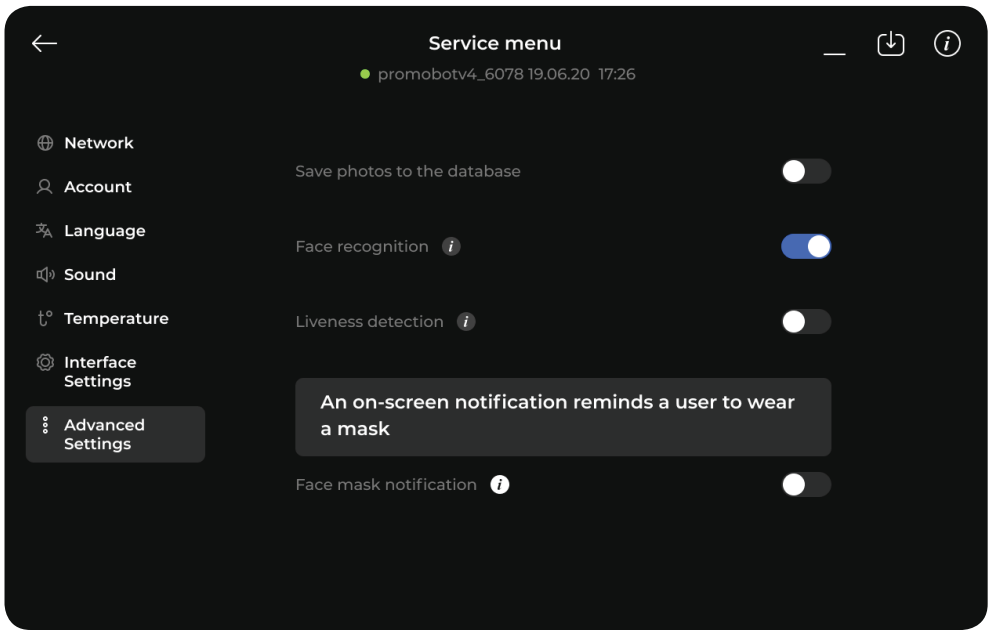 Service menu
promobotv4_6078 19.06.20 17:26
Network
Account
Language
Sound
t° Temperature
Interface
Settings
Advanced
Settings
Save photos to the database
Face recognition i
Liveness detection i
An on-screen notification reminds a user to wear
a mask
Face mask notification i